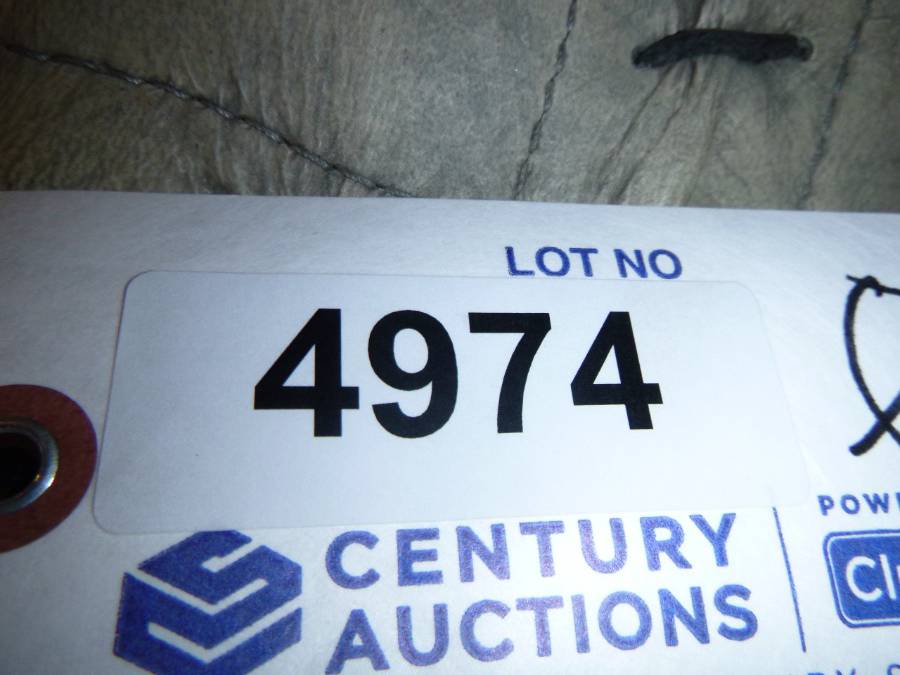 LOT NO
4974
CENTURY
AUCTIONS